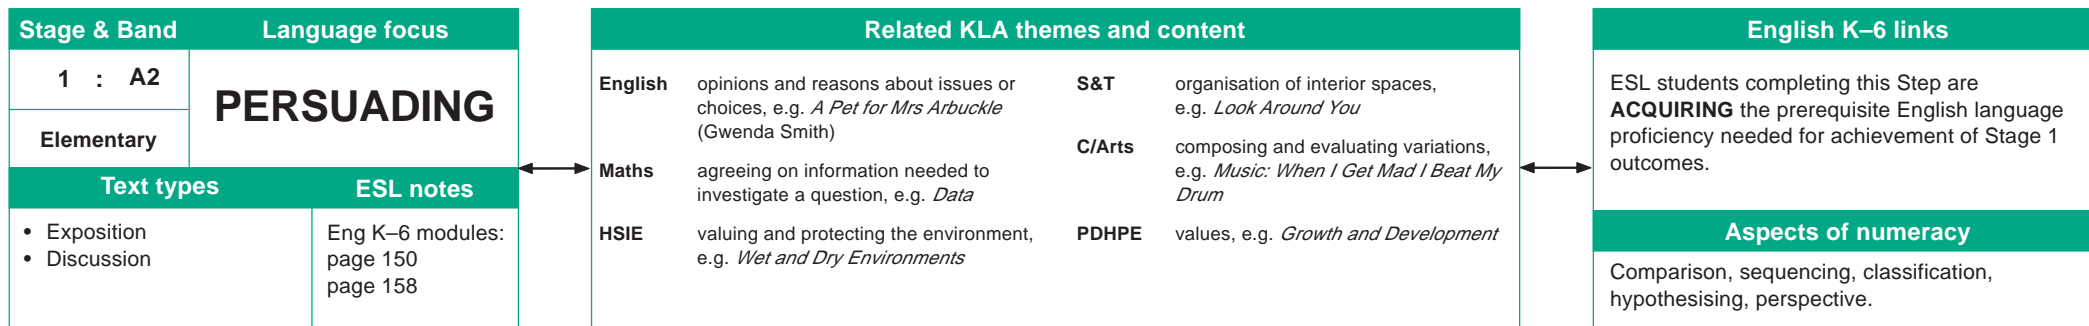 Stage & Band
Language focus
1 : A2
Elementary
PERSUADING
Text types
ESL notes
• Exposition
• Discussion
Eng K–6 modules:
page 150
page 158
Related KLA themes and content
English
opinions and reasons about issues or
choices, e.g. A Pet for Mrs Arbuckle
(Gwenda Smith)
Maths
agreeing on information needed to
investigate a question, e.g. Data
HSIE
valuing and protecting the environment,
e.g. Wet and Dry Environments
S&T
organisation of interior spaces,
e.g. Look Around You
C/Arts
composing and evaluating variations,
e.g. Music: When I Get Mad I Beat My
Drum
PDHPE
values, e.g. Growth and Development
English K–6 links
ESL students completing this Step are
ACQUIRING the prerequisite English language
proficiency needed for achievement of Stage 1
outcomes.
Aspects of numeracy
Comparison, sequencing, classification,
hypothesising, perspective.